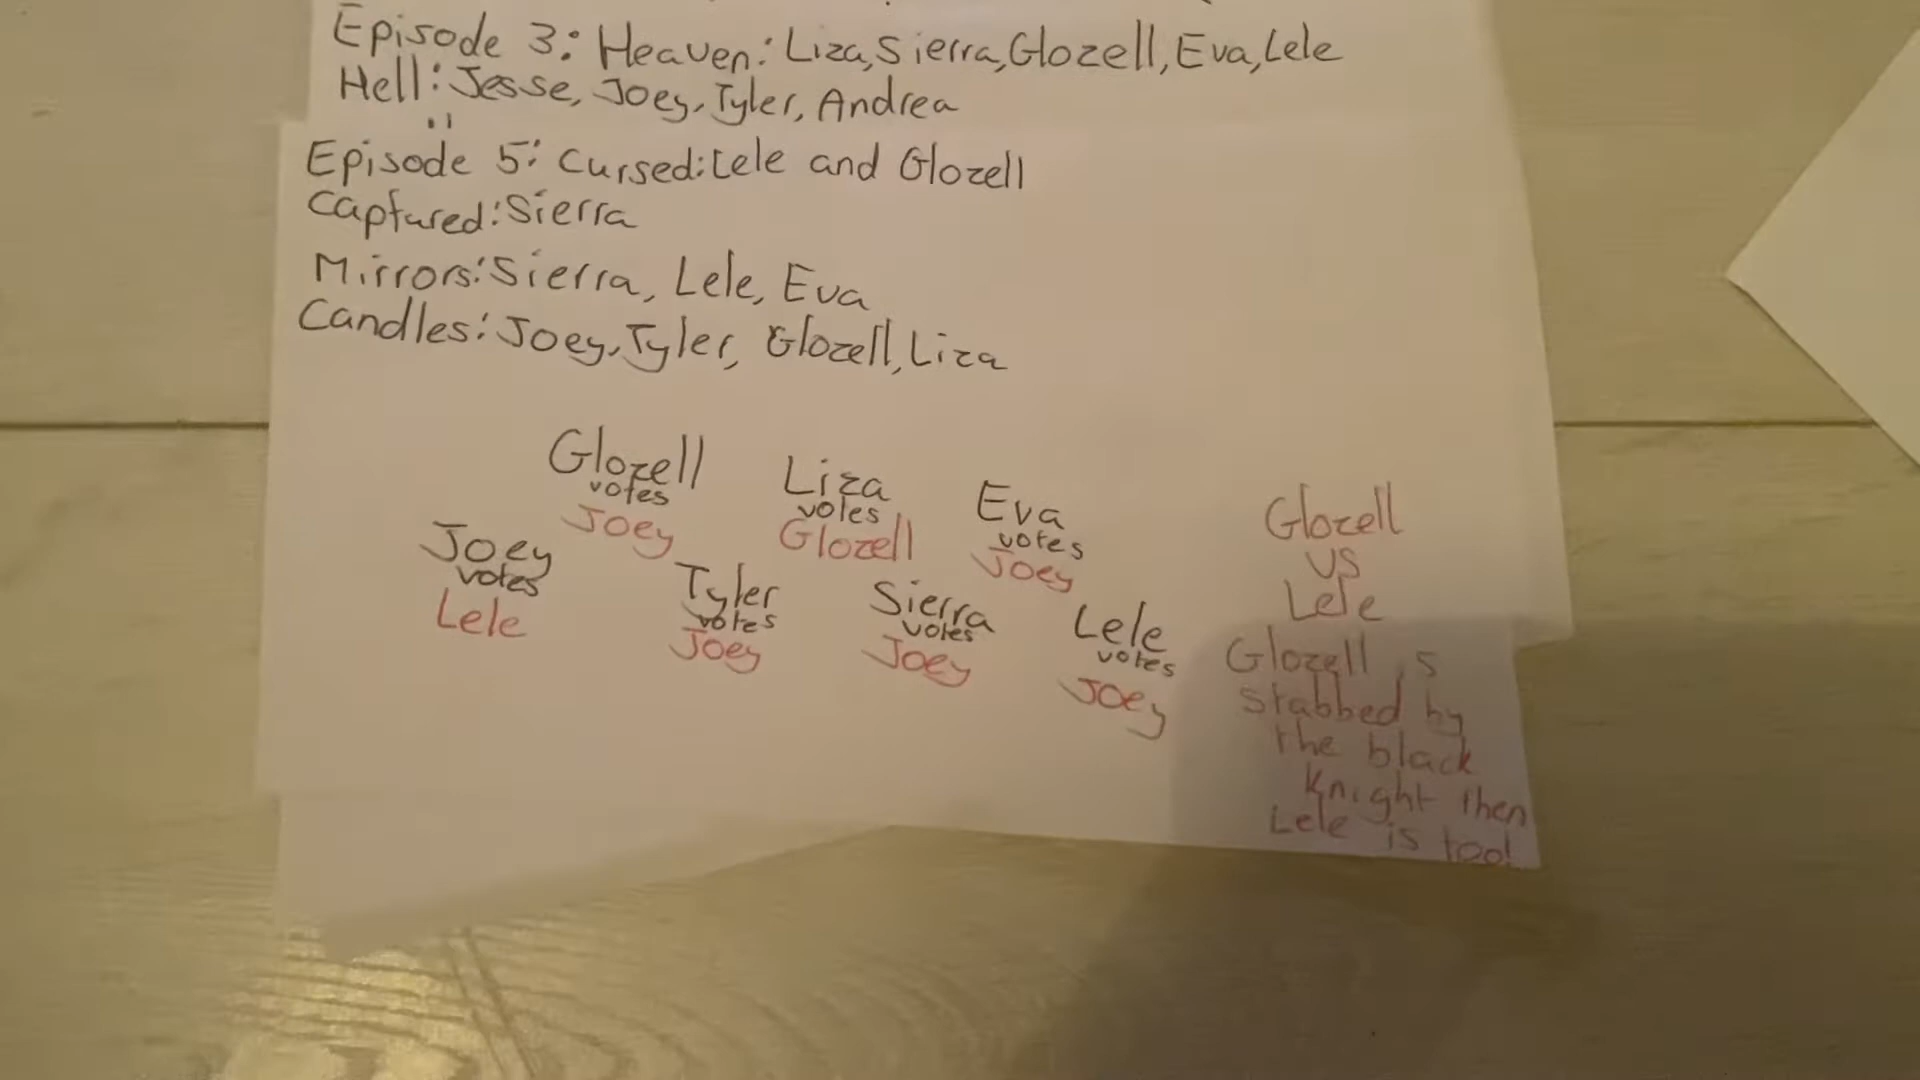 Episode 3: Heaven: Liza, Sierra, Glozell, Eva, Lele
Hell: Jesse, Joey, Tyler, Andrea
Episode 5: Cursed: Lele and Glozell
Captured: Sierra
Mirrors: Sierra, Lele, Eva
Candles: Joey, Tyler, Glozell, Liza
Glozell
votes
Joey
Liza
votes
Glozell
Eva
votes
Joey
Joey
votes
Lele
Tyler
votes
Joey
Sierra
votes
Joey
Lele
votes
Joey
Glozell
VS
Lele
Glozell is
stabbed by
the black
Knight then
Lele is too!